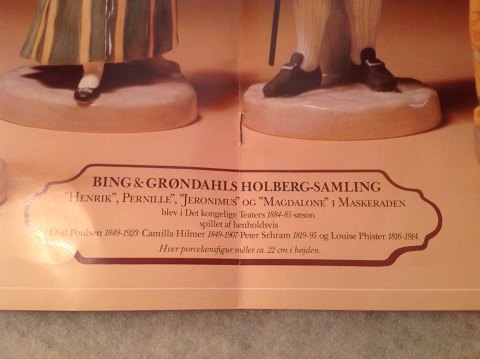 BING & GRØNDAHLS HOLBERG-SAMLING
"HENRIK", PERNILLE", "JERONIMUS" OG "MAGDALONE" I MASKERADEN
blev i Det kongelige Teaters 1884-85 sæson
spillet af henholdsvis
Olaf Poulsen 1849-1923 Camilla Hilmer 1849-1907 Peter Schram 1819-95 og Louise Phister 1816-1914.
Hver porcelænsfigur måler ca. 22 cm i højden.